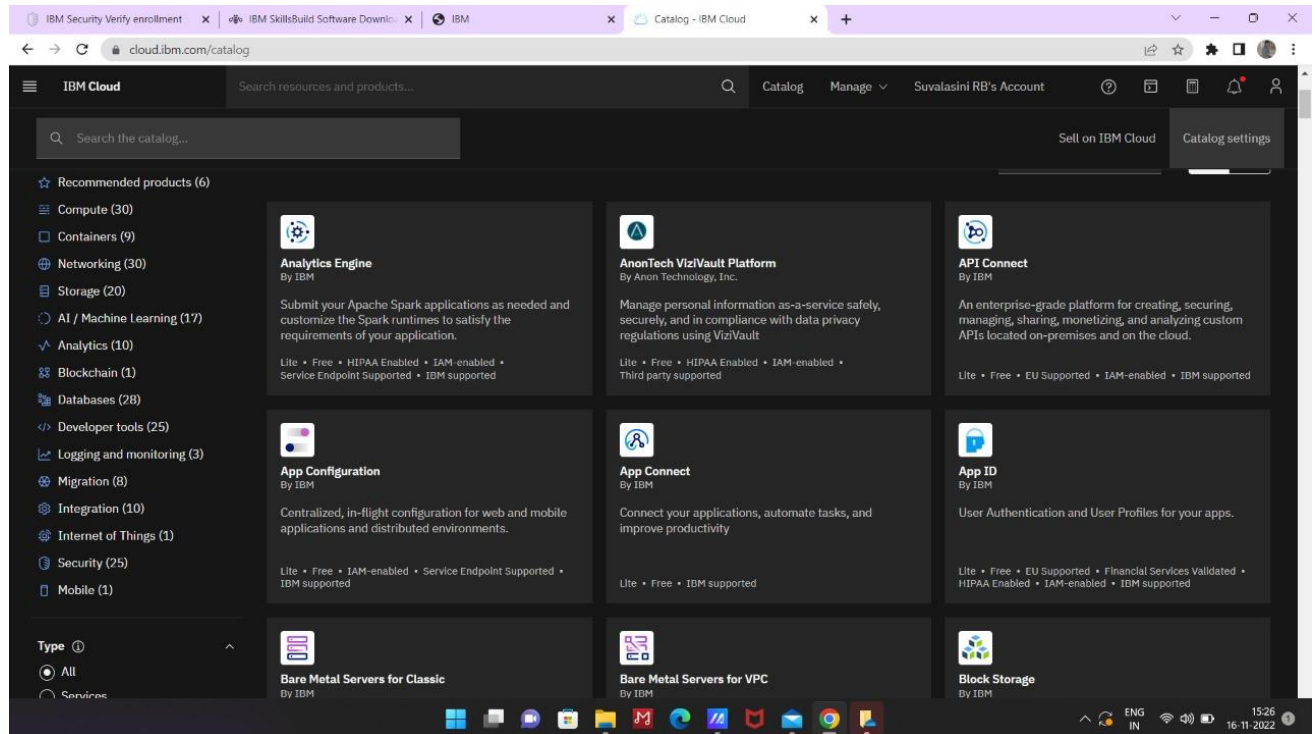 IBM Security Verify enrollment
IBM SkillsBuild Software Downlo
IBM
Catalog - IBM Cloud
cloud.ibm.com/catalog
IBM Cloud
Search resources and products...
Catalog
Manage
Suvalasini RB's Account
Search the catalog...
Sell on IBM Cloud
Catalog settings
Recommended products (6)
Compute (30)
Containers (9)
Networking (30)
Storage (20)
AI / Machine Learning (17)
Analytics (10)
Blockchain (1)
Databases (28)
Developer tools (25)
Logging and monitoring (3)
Migration (8)
Integration (10)
Internet of Things (1)
Security (25)
Mobile (1)
Type
All
Services
Analytics Engine
By IBM
Submit your Apache Spark applications as needed and
customize the Spark runtimes to satisfy the
requirements of your application.
Lite • Free • HIPAA Enabled • IAM-enabled •
Service Endpoint Supported • IBM supported
AnonTech ViziVault Platform
By Anon Technology, Inc.
Manage personal information as-a-service safely,
securely, and in compliance with data privacy
regulations using ViziVault
Lite • Free • HIPAA Enabled • IAM-enabled •
Third party supported
API Connect
By IBM
An enterprise-grade platform for creating, securing,
managing, sharing, monetizing, and analyzing custom
APIs located on-premises and on the cloud.
Lite • Free • EU Supported • IAM-enabled • IBM supported
App Configuration
By IBM
Centralized, in-flight configuration for web and mobile
applications and distributed environments.
Lite • Free • IAM-enabled • Service Endpoint Supported •
IBM supported
App Connect
By IBM
Connect your applications, automate tasks, and
improve productivity
Lite • Free • IBM supported
App ID
By IBM
User Authentication and User Profiles for your apps.
Lite • Free • EU Supported • Financial Services Validated •
HIPAA Enabled • IAM-enabled • IBM supported
Bare Metal Servers for Classic
By IBM
Bare Metal Servers for VPC
By IBM
Block Storage
By IBM
ENG
IN
15:26
16-11-2022
1